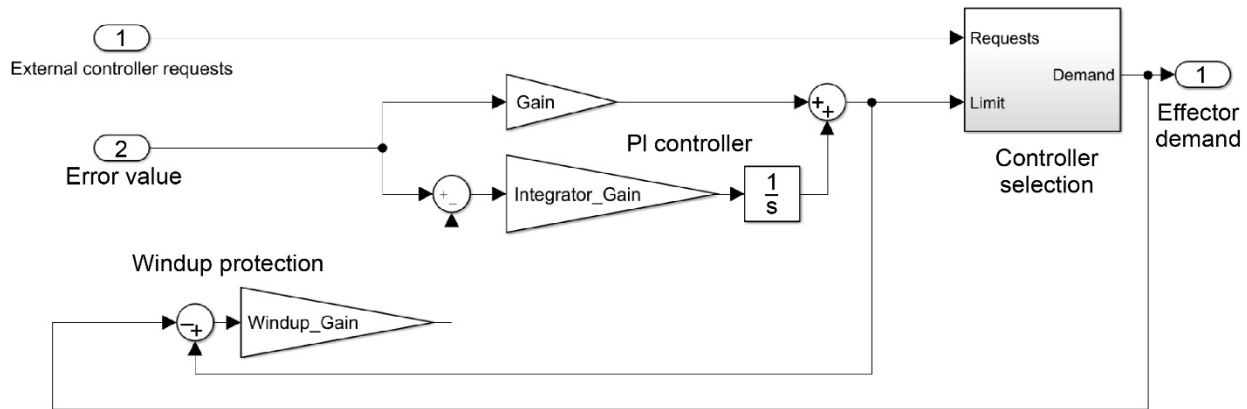 1
External controller requests
2
Error value
Gain
+
+
PI controller
+
-
Integrator_Gain
1
s
Requests
Demand
Limit
Controller
selection
1
Effector
demand
Windup protection
-
+
Windup_Gain